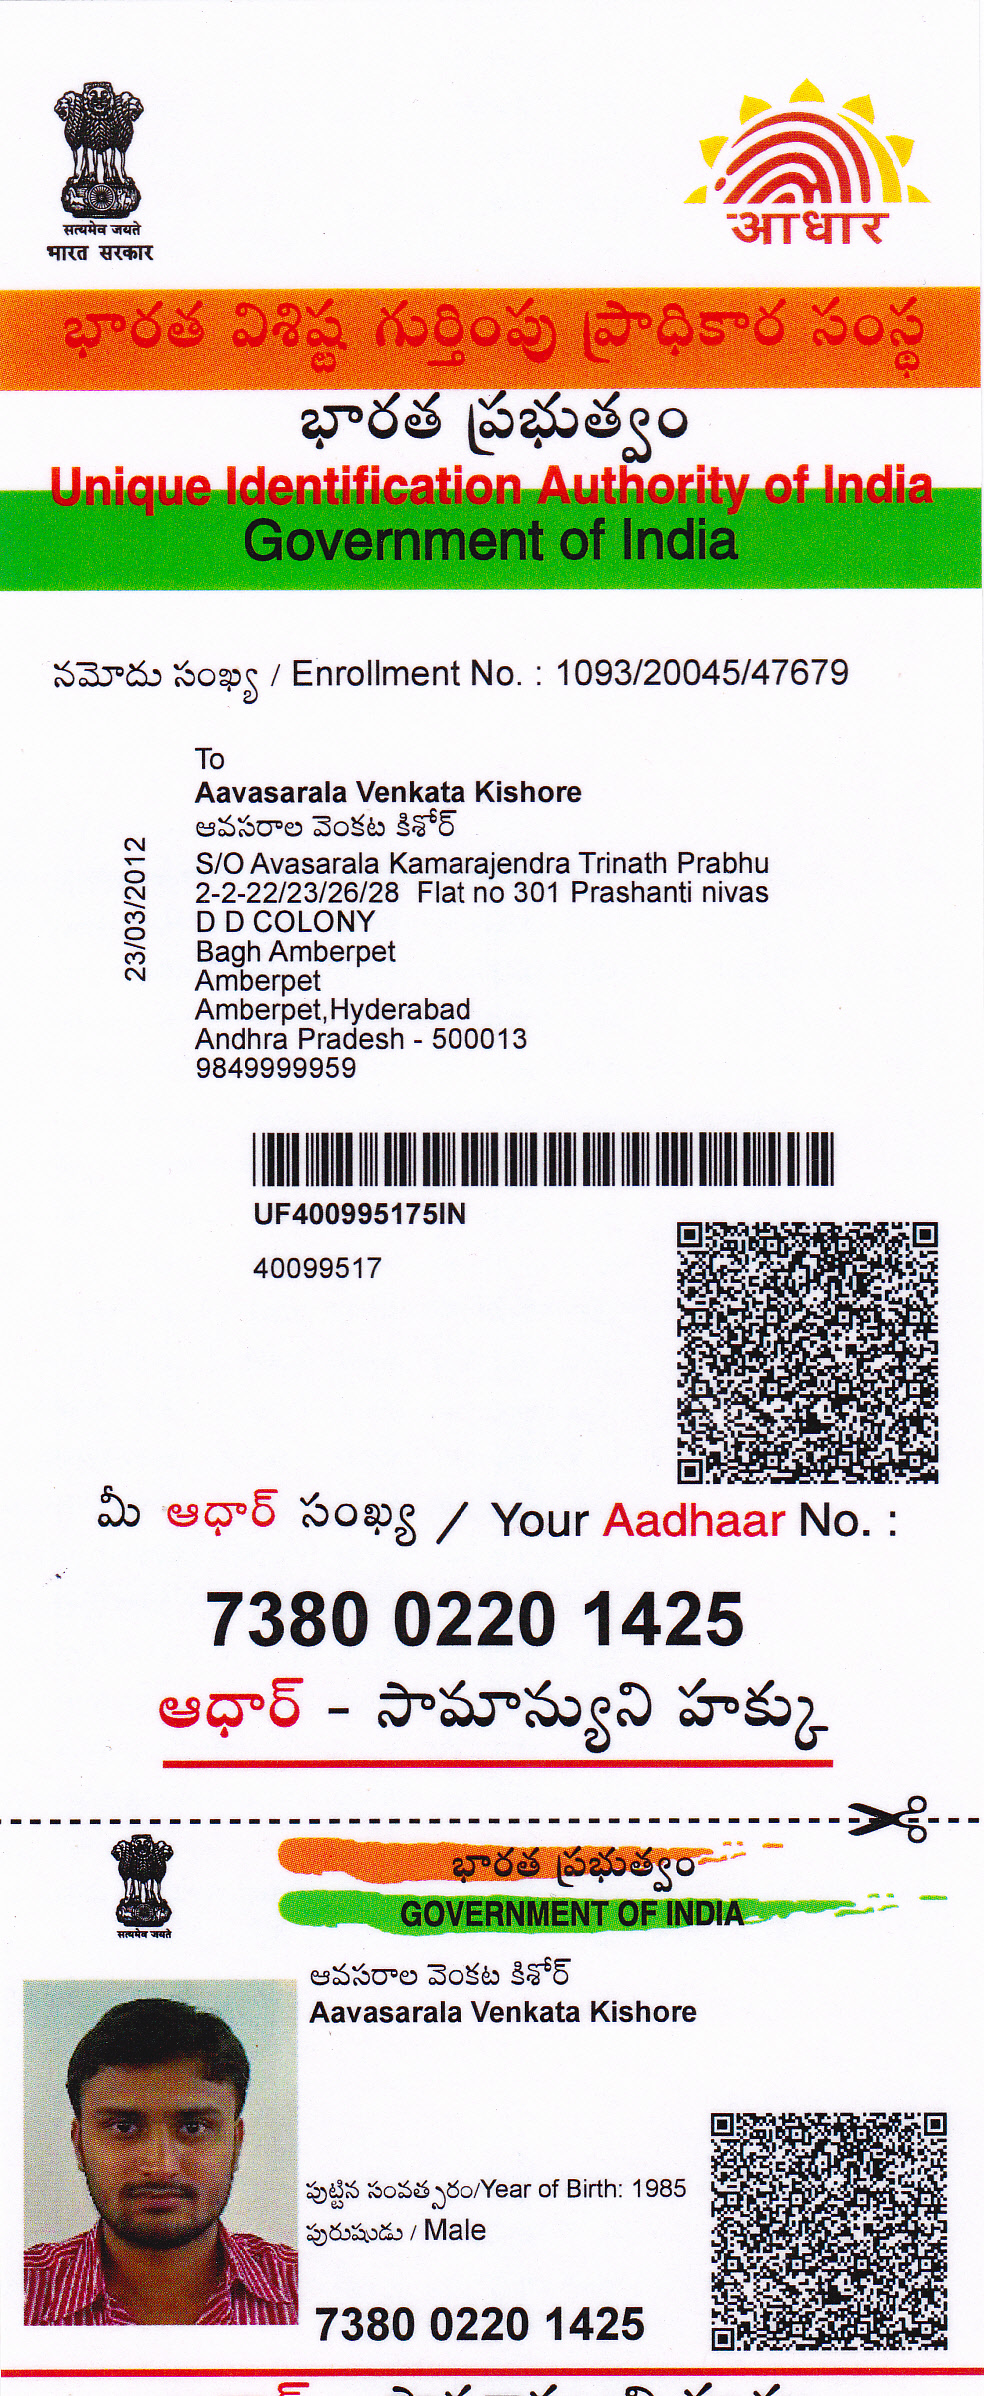 सत्यमेव जयते
भारत सरकार
आधार
భారత విశిష్ట గుర్తింపు ప్రాధికార సంస్థ
భారత ప్రభుత్వం
Unique Identification Authority of India
Government of India
నమోదు సంఖ్య / Enrollment No. : 1093/20045/47679
23/03/2012
To
Aavasarala Venkata Kishore
ఆవసరాల వెంకట కిశోర్
S/O Avasarala Kamarajendra Trinath Prabhu
2-2-22/23/26/28 Flat no 301 Prashanti nivas
D D COLONY
Bagh Amberpet
Amberpet
Amberpet,Hyderabad
Andhra Pradesh - 500013
9849999959
UF400995175IN
40099517
మీ ఆధార్ సంఖ్య / Your Aadhaar No. :
7380 0220 1425
ఆధార్ - సామాన్యుని హక్కు
सत्यमेव जयते
భారత ప్రభుత్వం
GOVERNMENT OF INDIA
ఆవసరాల వెంకట కిశోర్
Aavasarala Venkata Kishore
పుట్టిన సంవత్సరం/Year of Birth: 1985
పురుషుడు / Male
7380 0220 1425